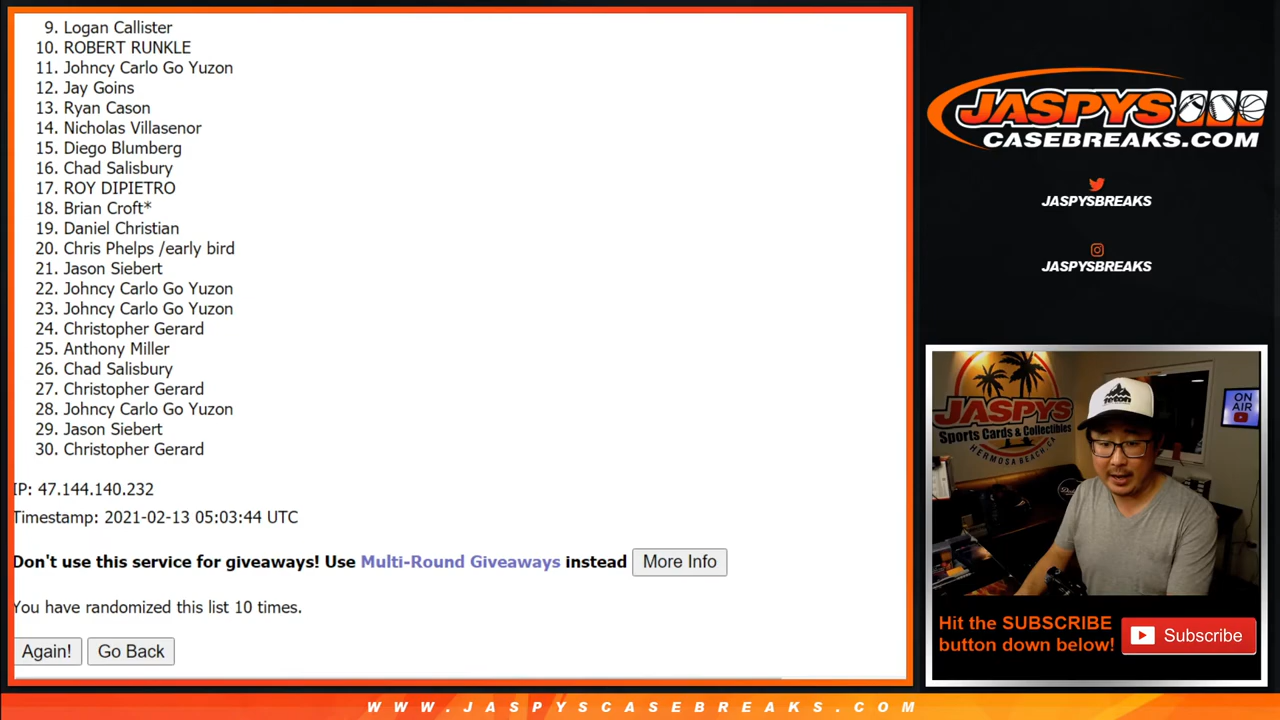 9. Logan Callister
10. ROBERT RUNKLE
11. Johncy Carlo Go Yuzon
12. Jay Goins
13. Ryan Cason
14. Nicholas Villasenor
15. Diego Blumberg
16. Chad Salisbury
17. ROY DIPIETRO
18. Brian Croft*
19. Daniel Christian
20. Chris Phelps /early bird
21. Jason Siebert
22. Johncy Carlo Go Yuzon
23. Johncy Carlo Go Yuzon
24. Christopher Gerard
25. Anthony Miller
26. Chad Salisbury
27. Christopher Gerard
28. Johncy Carlo Go Yuzon
29. Jason Siebert
30. Christopher Gerard
IP: 47.144.140.232
Timestamp: 2021-02-13 05:03:44 UTC
Don't use this service for giveaways! Use Multi-Round Giveaways instead More Info
You have randomized this list 10 times.
Again! Go Back
JASPYS
CASEBREAKS.COM
JASPYSBREAKS
JASPYSBREAKS
JASPYS
Sports Cards & Collectibles
HERMOSA BEACH, CA
teton
ON
AIR
Hit the SUBSCRIBE
button down below!
Subscribe
WWW.JASPYSCASEBREAKS.COM